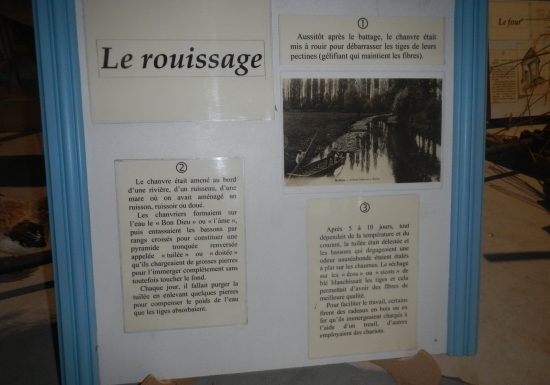 Le rouissage
①
Aussitôt après le battage, le chanvre était
mis à rouir pour débarrasser les tiges de leurs
pectines (gélifiant qui maintient les fibres).
②
Le chanvre était amené au bord
d'une rivière, d'un ruisseau, d'une
mare où on avait aménagé un
ruisson, ruissoir ou doué.
Les chanvriers formaient sur
l'eau le « Bon Dieu » ou « l'âme »,
puis entassaient les bassons par
rangs croisés pour constituer une
pyramide tronquée renversée
appelée « tuilée » ou « doitée »
qu'ils chargeaient de grosses pierres
pour l'immerger complètement sans
toutefois toucher le fond.
Chaque jour, il fallait purger la
tuilée en enlevant quelques pierres
pour compenser le poids de l'eau
que les tiges absorbaient.
③
Après 5 à 10 jours, tout
dépendait de la température et du
courant, la tuilée était délestée et
les bassons qui dégageaient une
odeur nauséabonde étaient étalés
à plat sur les chaumes. Le séchage
sur les « » ou « » de
blé blanchissait les tiges et cela
permettait d'avoir des fibres de
meilleure qualité.
Pour faciliter le travail, certains
firent des radeaux en bois ou en
fer qu'ils immergeaient chargés à
l'aide d'un treuil, d'autres
employaient des chariots.
Le four